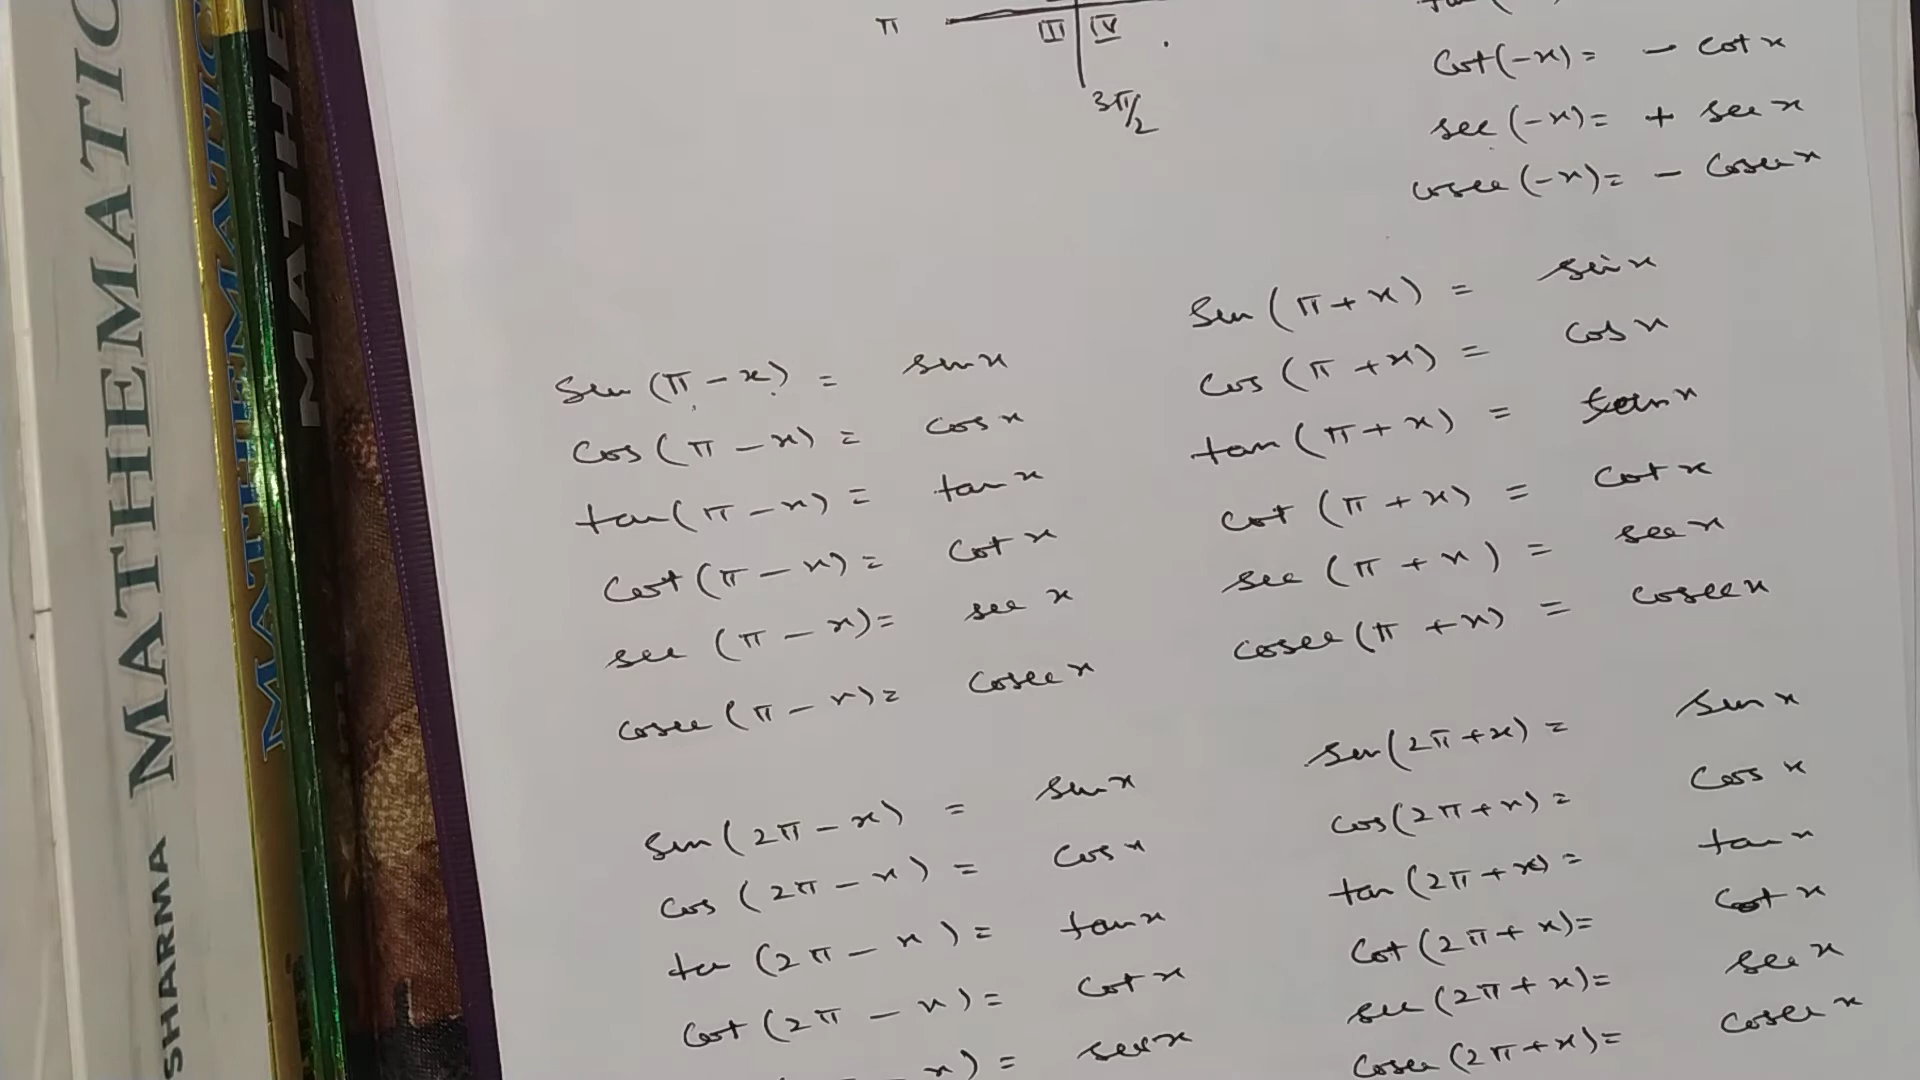 MATHEMATIC
SHARMA
MATHEMATIC
MATHE
π
III IV
3π/2
cot(-x) = - cot x
sec(-x) = + sec x
cosec(-x) = - cosec x
sin(π - x) = sin x
cos(π - x) = cos x
tan(π - x) = tan x
cot(π - x) = cot x
sec(π - x) = sec x
cosec(π - x) = cosec x
sin(π + x) = sin x
cos(π + x) = cos x
tan(π + x) = tan x
cot(π + x) = cot x
sec(π + x) = sec x
cosec(π + x) = cosec x
sin(2π - x) = sin x
cos(2π - x) = cos x
tan(2π - x) = tan x
cot(2π - x) = cot x
x) = sec x
sin(2π + x) = sin x
cos(2π + x) = cos x
tan(2π + x) = tan x
cot(2π + x) = cot x
sec(2π + x) = sec x
cosec(2π + x) = cosec x